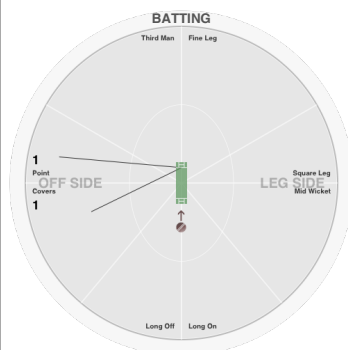 BATTING
Third Man Fine Leg
1
Point
OFF SIDE
Covers
1
Square Leg
LEG SIDE
Mid Wicket
Long Off Long On